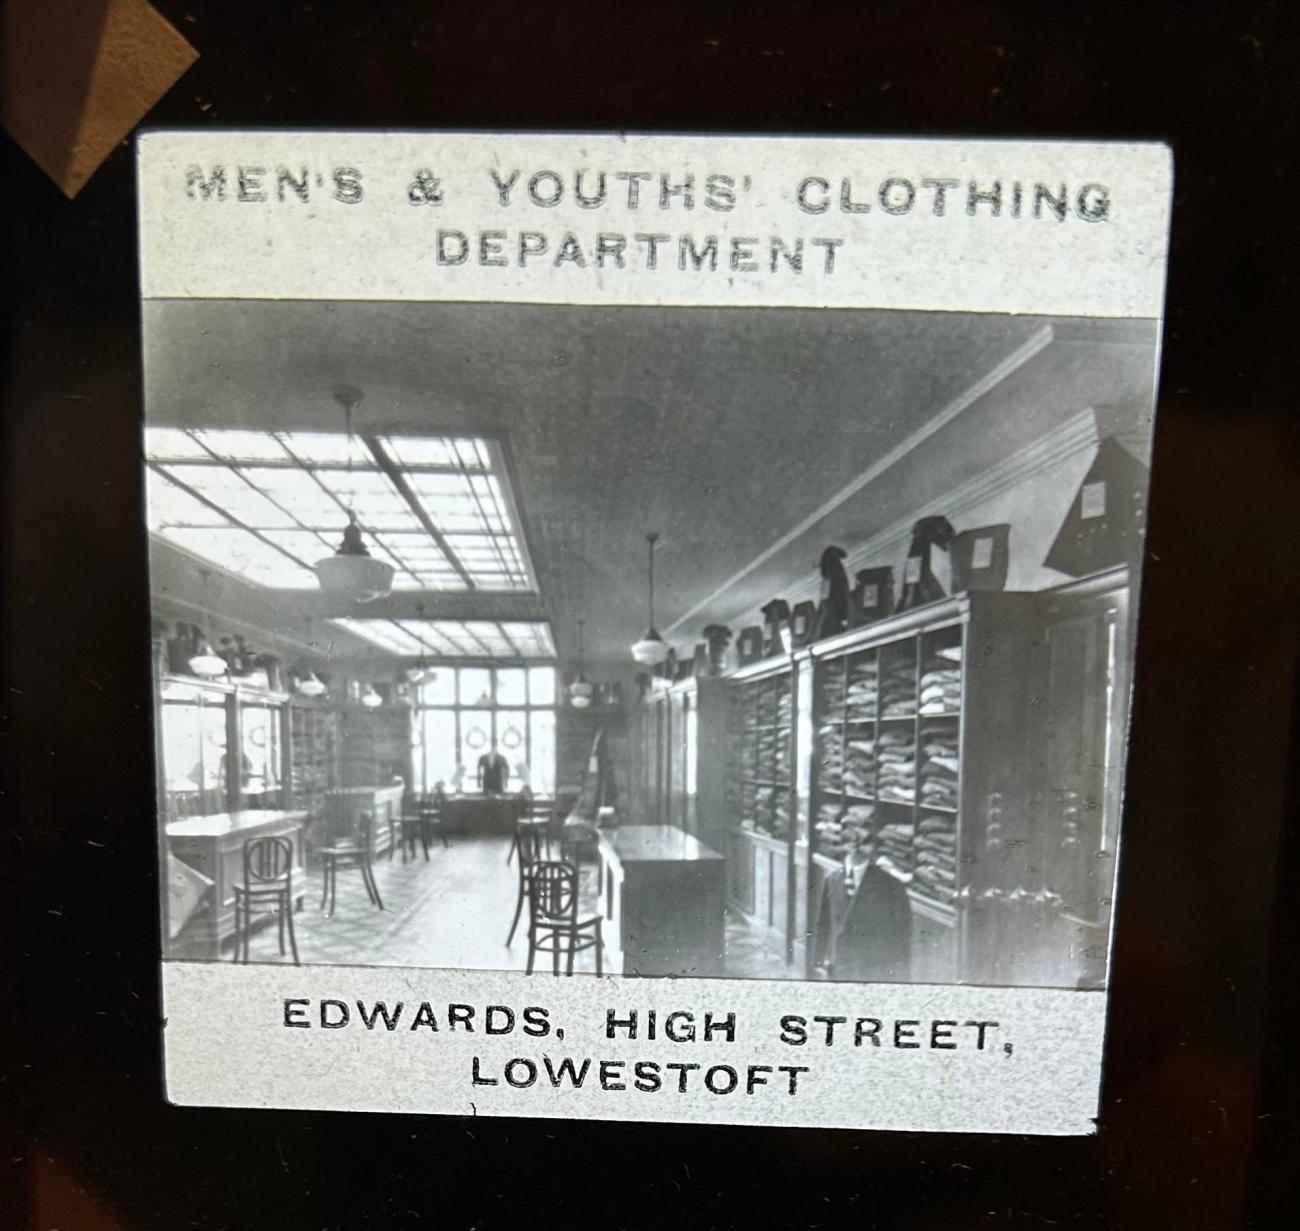 MEN'S & YOUTHS' CLOTHING
DEPARTMENT
EDWARDS, HIGH STREET,
LOWESTOFT